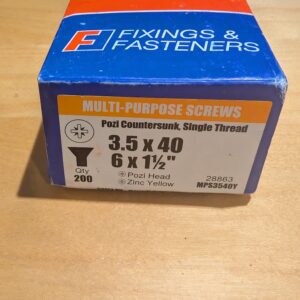 F FIXINGS &
FASTENERS
MULTI-PURPOSE SCREWS
Pozi Countersunk, Single Thread
3.5 x 40
6 x 1½"
Qty
200
Pozi Head
Zinc Yellow
28863
MPS3540Y